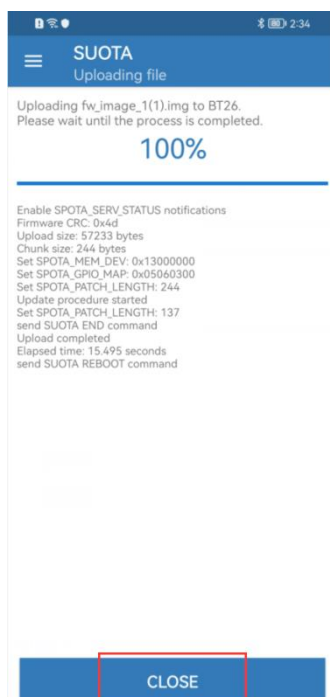 2:34
SUOTA
Uploading file
Uploading fw_image_1(1).img to BT26.
Please wait until the process is completed.
100%
Enable SPOTA_SERV_STATUS notifications
Firmware CRC: 0x4d
Upload size: 57233 bytes
Chunk size: 244 bytes
Set SPOTA_MEM_DEV: 0x13000000
Set SPOTA_GPIO_MAP: 0x05060300
Set SPOTA_PATCH_LENGTH: 244
Update procedure started
Set SPOTA_PATCH_LENGTH: 137
send SUOTA END command
Upload completed
Elapsed time: 15.495 seconds
send SUOTA REBOOT command
CLOSE